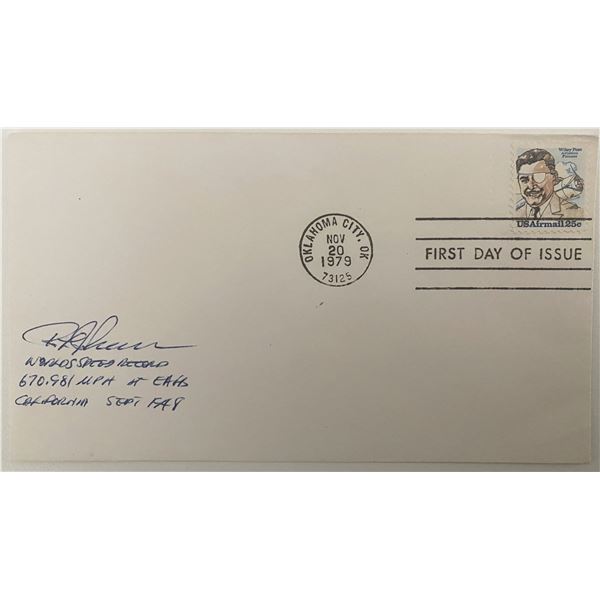 Wiley Post
Aviation
Pioneer
USAirmail 25c
OKLAHOMA CITY, OK
NOV
20
1979
73125
FIRST DAY OF ISSUE
WORLDS SPEED RECORD
670.981 MPH AT EAFB
CALIFORNIA SEPT 1948